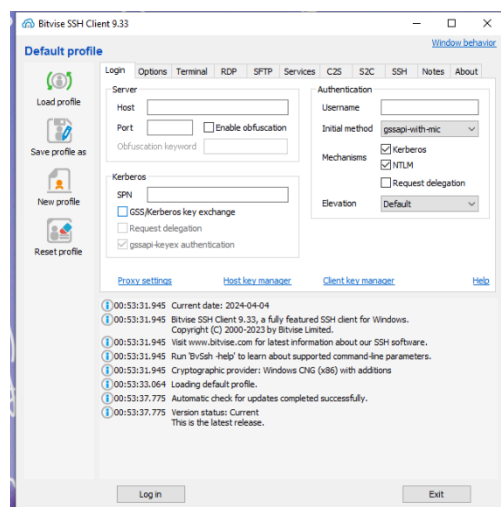 Bitvise SSH Client 9.33
Default profile
Window behavior
Load profile
Save profile as
New profile
Reset profile
Login Options Terminal RDP SFTP Services C2S S2C SSH Notes About
Server
Host
Port
Enable obfuscation
Obfuscation keyword
Kerberos
SPN
GSS/Kerberos key exchange
Request delegation
gssapi-keyex authentication
Authentication
Username
Initial method gssapi-with-mic
Mechanisms
Kerberos
NTLM
Request delegation
Elevation Default
Proxy settings Host key manager Client key manager Help
00:53:31.945 Current date: 2024-04-04
00:53:31.945 Bitvise SSH Client 9.33, a fully featured SSH client for Windows.
Copyright (C) 2000-2023 by Bitvise Limited.
00:53:31.945 Visit www.bitvise.com for latest information about our SSH software.
00:53:31.945 Run 'BvSsh -help' to learn about supported command-line parameters.
00:53:31.945 Cryptographic provider: Windows CNG (x86) with additions
00:53:33.064 Loading default profile.
00:53:37.775 Automatic check for updates completed successfully.
00:53:37.775 Version status: Current
This is the latest release.
Log in
Exit